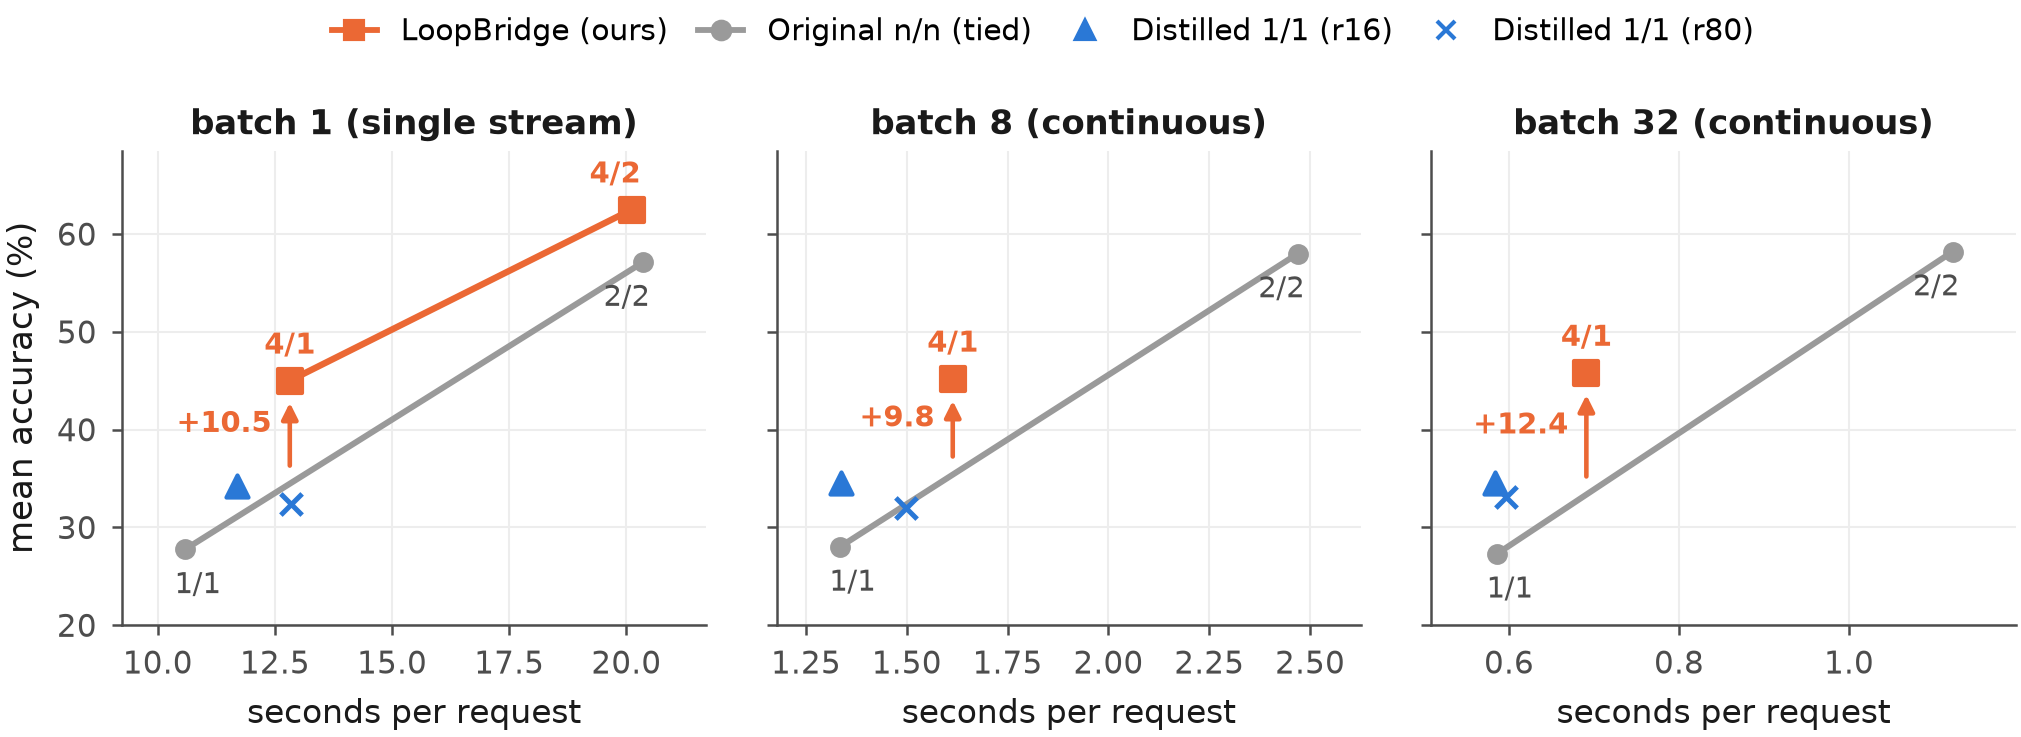 LoopBridge (ours) Original n/n (tied) Distilled 1/1 (r16) Distilled 1/1 (r80)
batch 1 (single stream)
mean accuracy (%)
60
50
40
30
20
4/2
2/2
4/1
+10.5
1/1
10.0 12.5 15.0 17.5 20.0
seconds per request
batch 8 (continuous)
2/2
4/1
+9.8
1/1
1.25 1.50 1.75 2.00 2.25 2.50
seconds per request
batch 32 (continuous)
2/2
4/1
+12.4
1/1
0.6 0.8 1.0
seconds per request